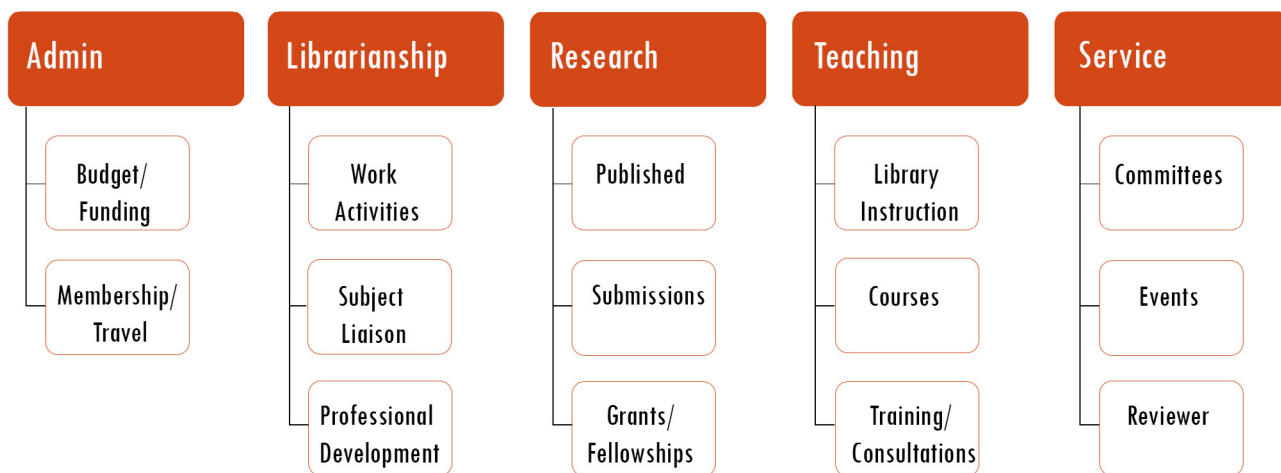 Admin
Budget/
Funding
Membership/
Travel
Librarianship
Work
Activities
Subject
Liaison
Professional
Development
Research
Published
Submissions
Grants/
Fellowships
Teaching
Library
Instruction
Courses
Training/
Consultations
Service
Committees
Events
Reviewer